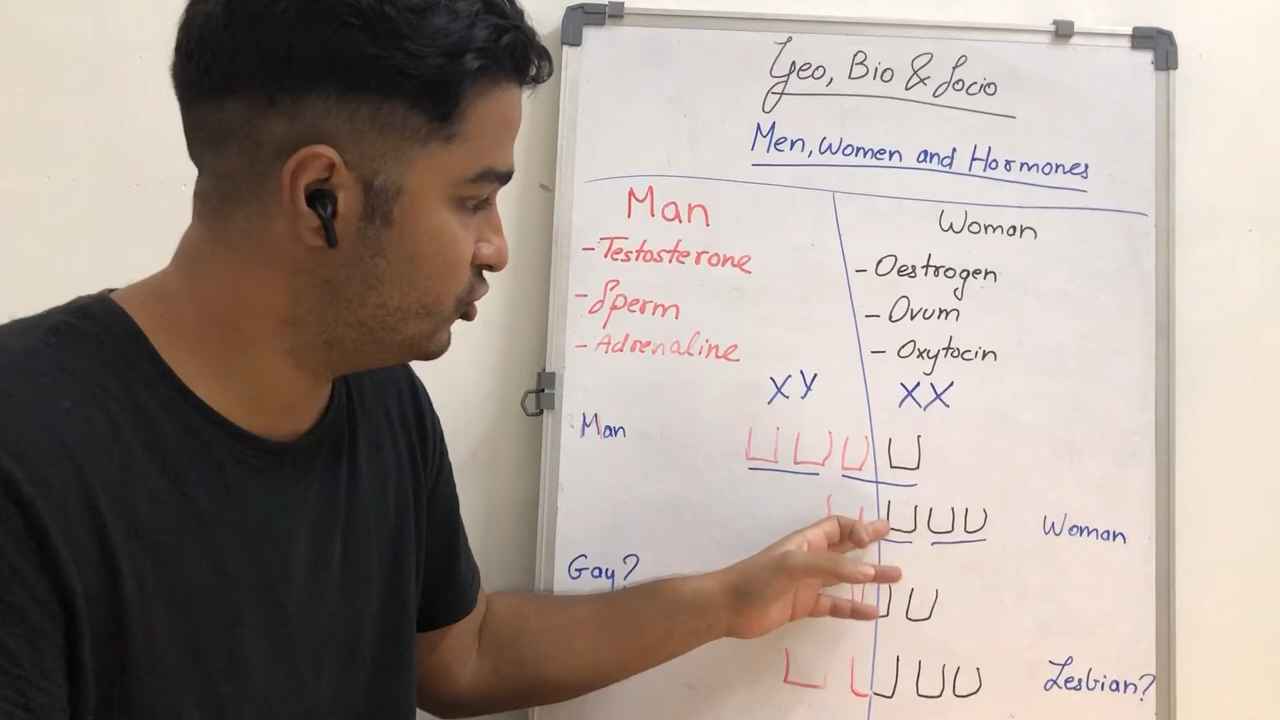 Geo, Bio & Socio
Men, Women and Hormones
Man
- Testosterone
- Sperm
- Adrenaline
Woman
- Oestrogen
- Ovum
- Oxytocin
XY XX
Man
Woman
Gay?
Lesbian?